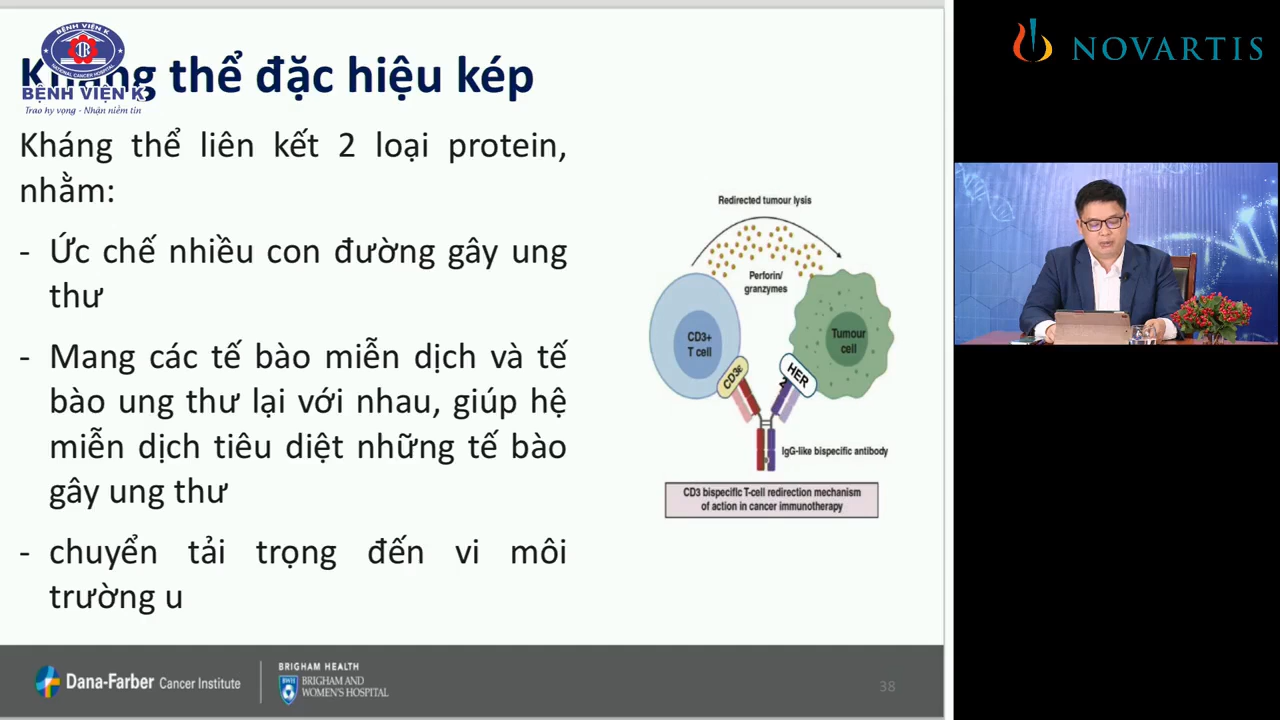 BỆNH VIỆN K
NATIONAL CANCER HOSPITAL
BỆNH VIỆN K
Trao hy vọng - Nhận niềm tin
Kháng thể đặc hiệu kép
NOVARTIS
Kháng thể liên kết 2 loại protein,
nhằm:
- Ức chế nhiều con đường gây ung
thư
- Mang các tế bào miễn dịch và tế
bào ung thư lại với nhau, giúp hệ
miễn dịch tiêu diệt những tế bào
gây ung thư
- chuyển tải trọng đến vi môi
trường u
Redirected tumour lysis
Perforin/
granzymes
CD3+
T cell
Tumour
cell
CD3ε
HER
2
IgG-like bispecific antibody
CD3 bispecific T-cell redirection mechanism
of action in cancer immunotherapy
Dana-Farber Cancer Institute
BRIGHAM HEALTH
BWH
BRIGHAM AND
WOMEN'S HOSPITAL
38